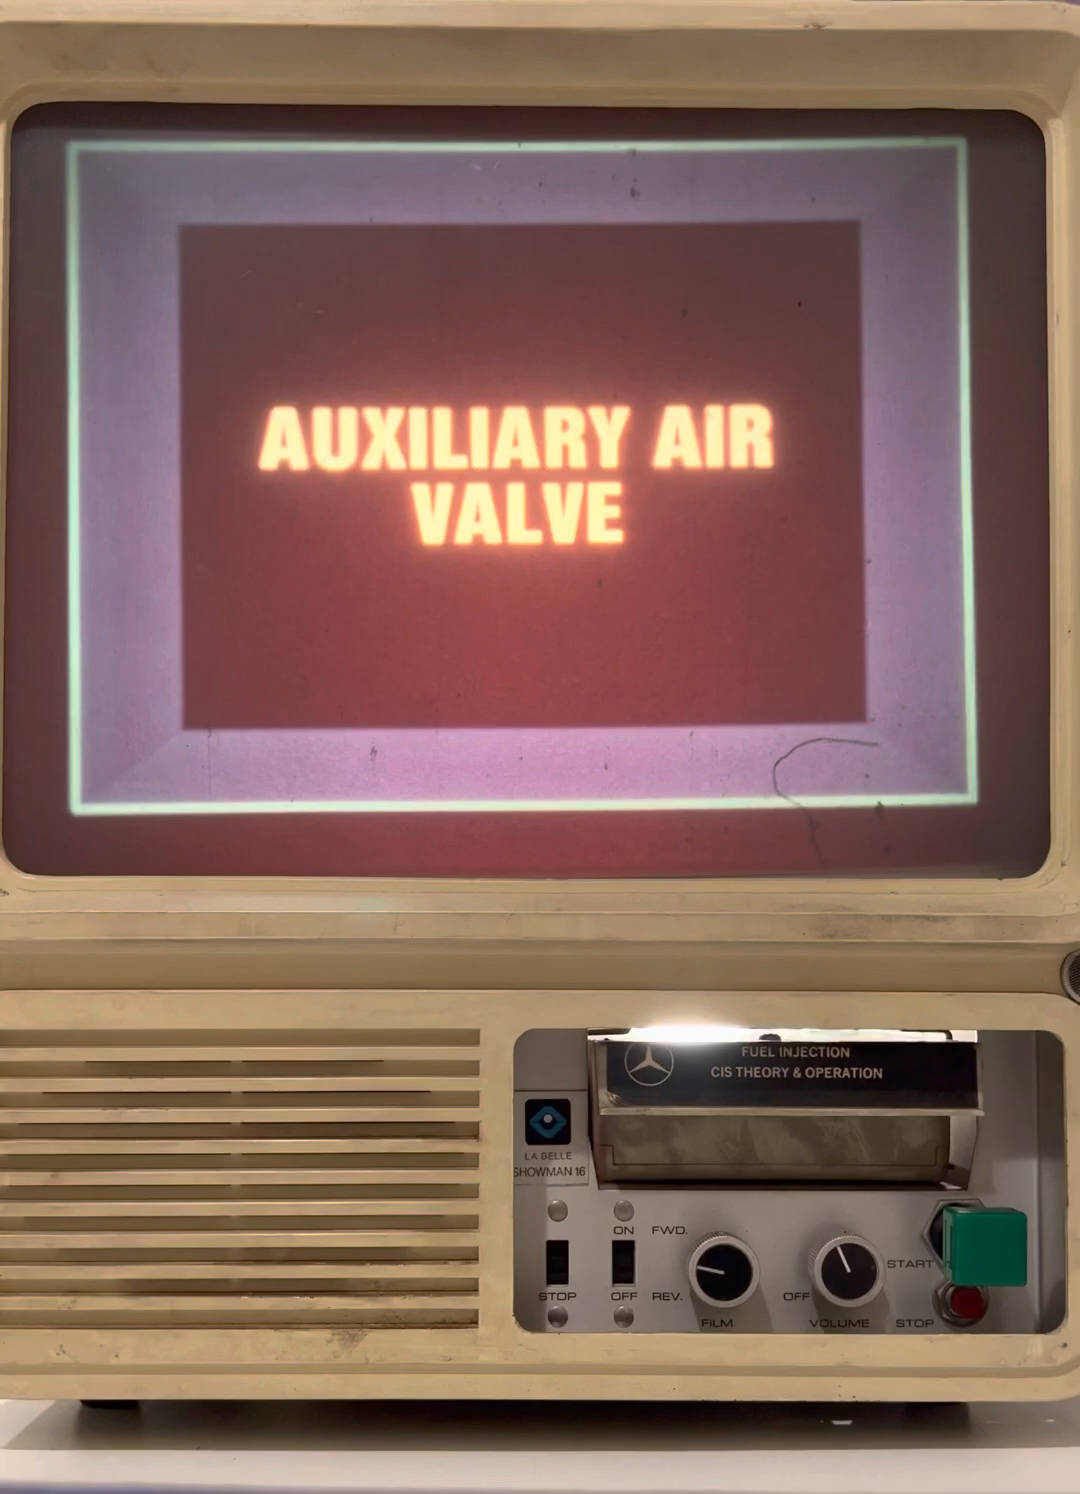 AUXILIARY AIR
VALVE
FUEL INJECTION
CIS THEORY & OPERATION
LA BELLE
SHOWMAN 16
ON
FWD.
START
STOP
OFF
REV.
OFF
FILM
VOLUME
STOP